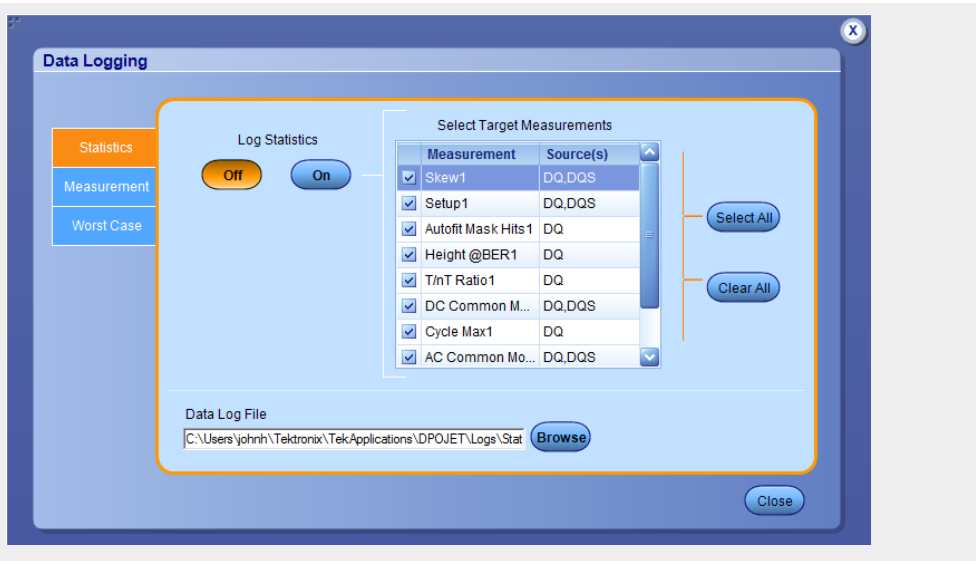 X
Data Logging
Statistics
Measurement
Worst Case
Log Statistics
Off On
Select Target Measurements
Measurement Source(s)
Skew1 DQ,DQS
Setup1 DQ,DQS
Autofit Mask Hits1 DQ
Height @BER1 DQ
T/nT Ratio1 DQ
DC Common M... DQ,DQS
Cycle Max1 DQ
AC Common Mo... DQ,DQS
Select All
Clear All
Data Log File
C:\Users\johnh\Tektronix\TekApplications\DPOJET\Logs\Stat Browse
Close